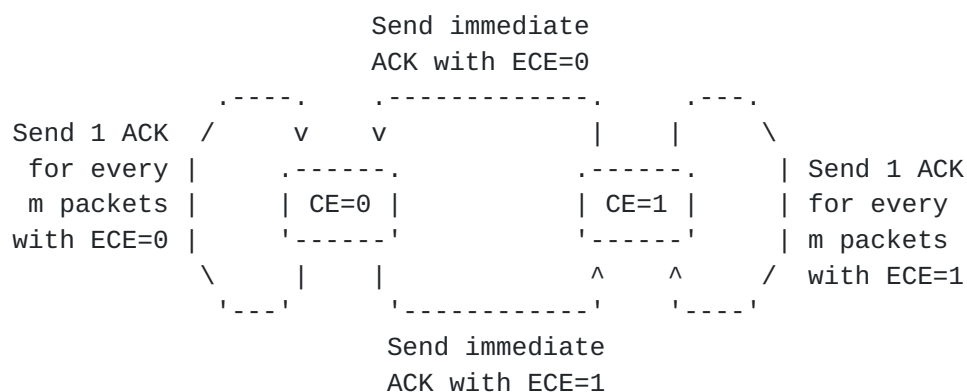 Send immediate
ACK with ECE=0
Send 1 ACK
for every
m packets
with ECE=0
CE=0
CE=1
Send 1 ACK
for every
m packets
with ECE=1
Send immediate
ACK with ECE=1